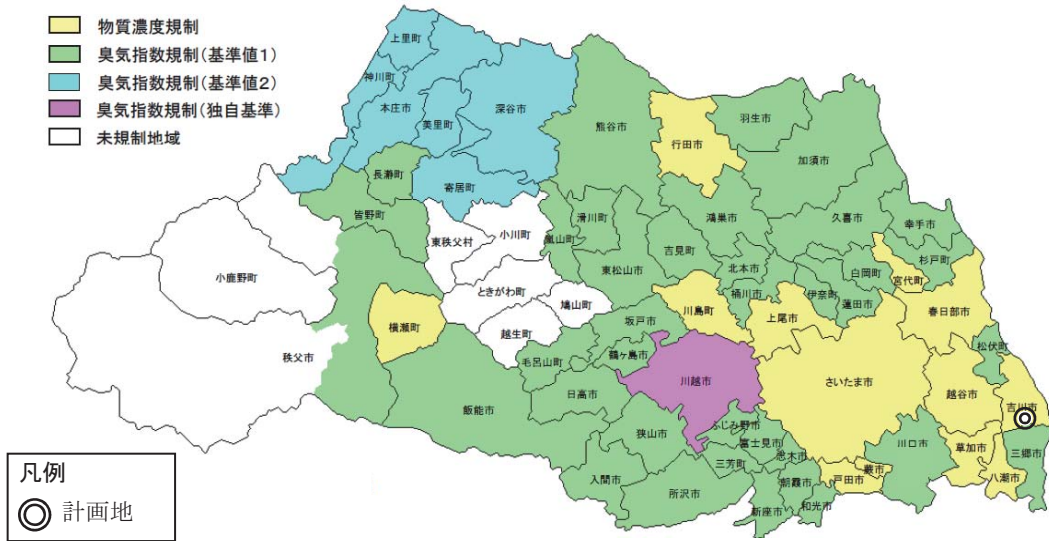 物質濃度規制
臭気指数規制(基準値1)
臭気指数規制(基準値2)
臭気指数規制(独自基準)
未規制地域
上里町
神川町
本庄市
美里町
深谷市
熊谷市
行田市
羽生市
加須市
長瀞町
寄居町
皆野町
東秩父村
小川町
嵐山町
滑川町
吉見町
鴻巣市
久喜市
幸手市
小鹿野町
東松山市
北本市
桶川市
伊奈町
白岡町
蓮田市
宮代町
杉戸町
ときがわ町
鳩山町
川島町
上尾市
春日部市
横瀬町
越生町
坂戸市
松伏町
秩父市
毛呂山町
鶴ヶ島市
川越市
さいたま市
越谷市
吉川市
飯能市
日高市
狭山市
ふじみ野市
富士見市
志木市
三芳町
川口市
草加市
三郷市
入間市
所沢市
朝霞市
新座市
和光市
戸田市
蕨市
八潮市
凡例
計画地